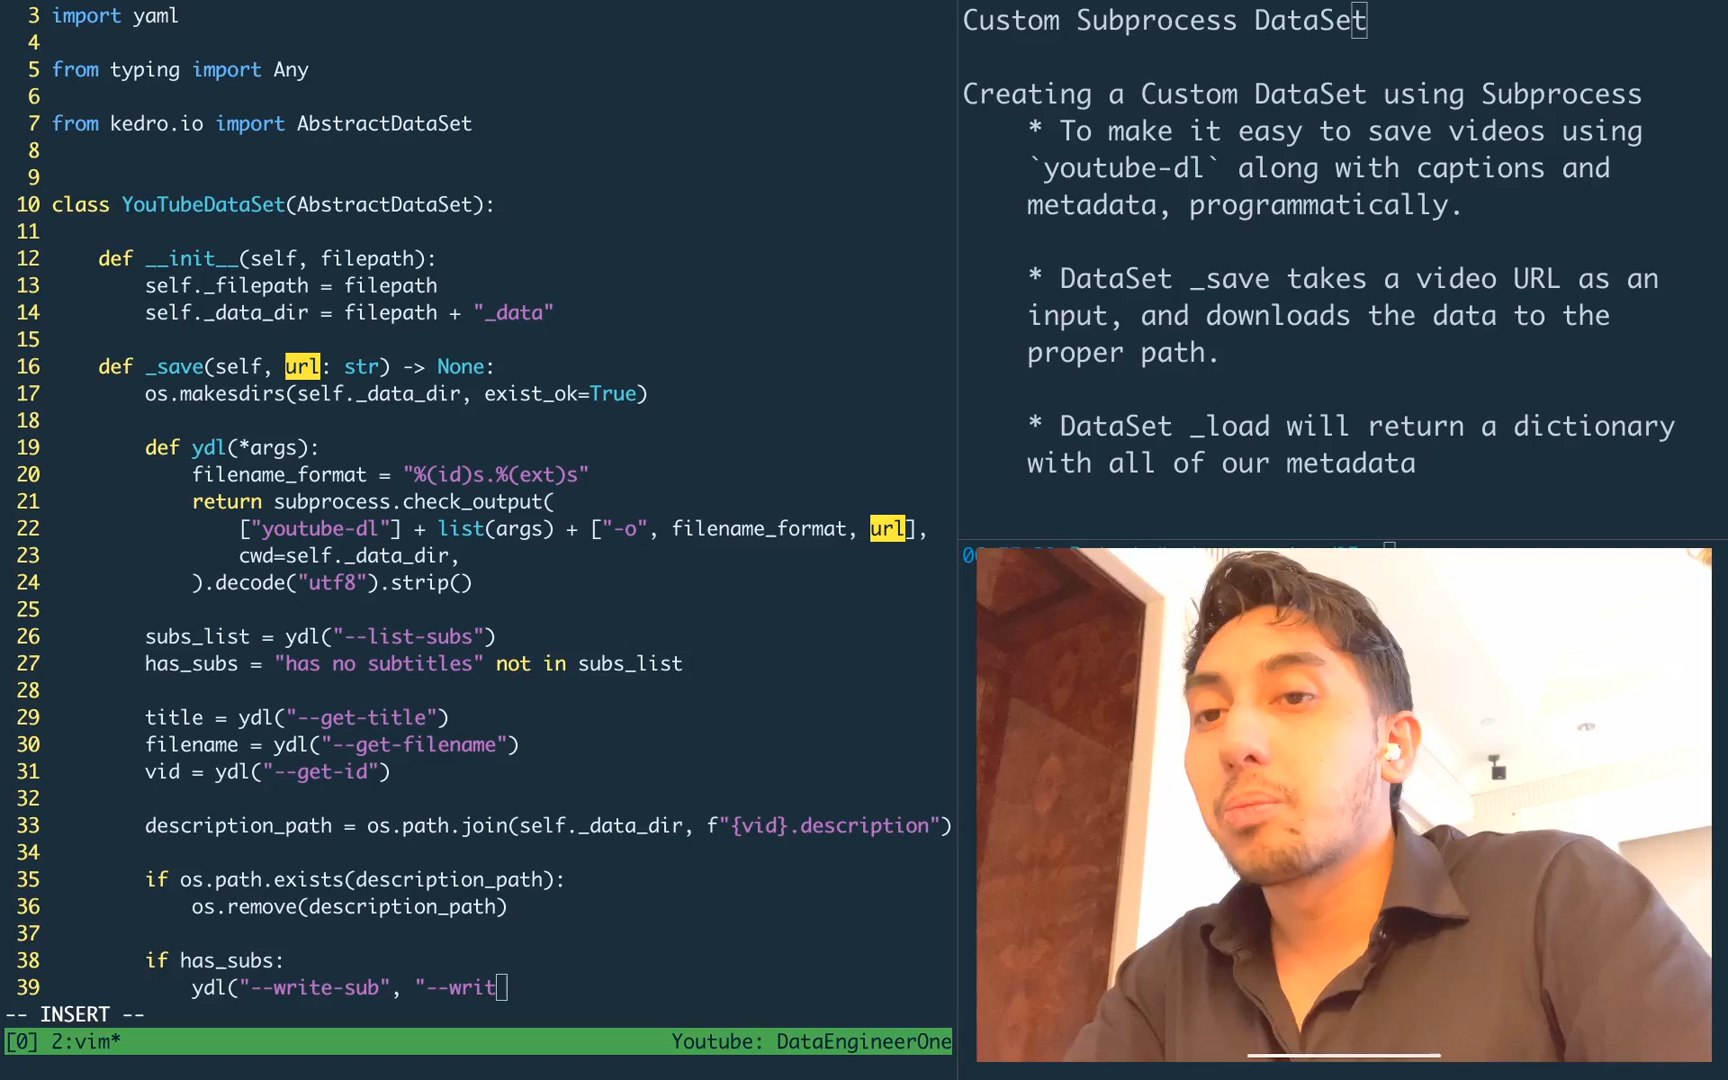 3 import yaml
4
5 from typing import Any
6
7 from kedro.io import AbstractDataSet
8
9
10 class YouTubeDataSet(AbstractDataSet):
11
12 def __init__(self, filepath):
13 self._filepath = filepath
14 self._data_dir = filepath + "_data"
15
16 def _save(self, url: str) -> None:
17 os.makesdirs(self._data_dir, exist_ok=True)
18
19 def ydl(*args):
20 filename_format = "%(id)s.%(ext)s"
21 return subprocess.check_output(
22 ["youtube-dl"] + list(args) + ["-o", filename_format, url],
23 cwd=self._data_dir,
24 ).decode("utf8").strip()
25
26 subs_list = ydl("--list-subs")
27 has_subs = "has no subtitles" not in subs_list
28
29 title = ydl("--get-title")
30 filename = ydl("--get-filename")
31 vid = ydl("--get-id")
32
33 description_path = os.path.join(self._data_dir, f"{vid}.description")
34
35 if os.path.exists(description_path):
36 os.remove(description_path)
37
38 if has_subs:
39 ydl("--write-sub", "--writ
-- INSERT --
[0] 2:vim* Youtube: DataEngineerOne
Custom Subprocess DataSet
Creating a Custom DataSet using Subprocess
* To make it easy to save videos using
`youtube-dl` along with captions and
metadata, programmatically.
* DataSet _save takes a video URL as an
input, and downloads the data to the
proper path.
* DataSet _load will return a dictionary
with all of our metadata